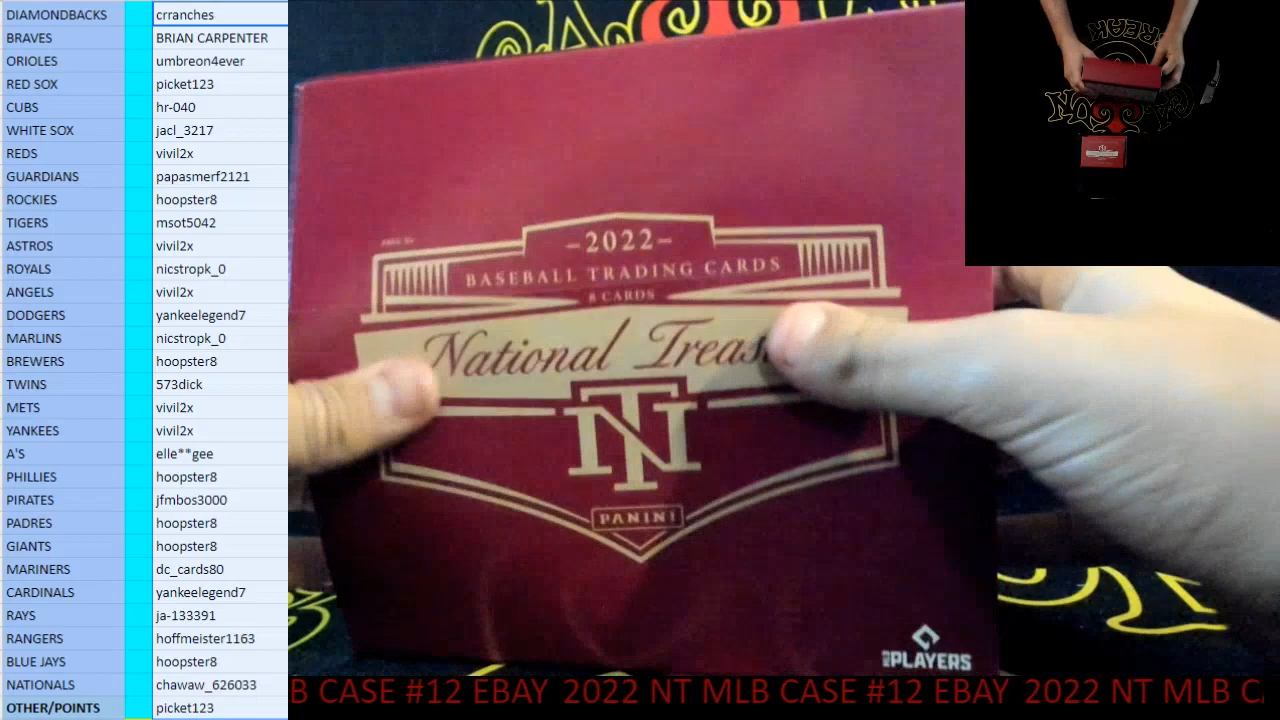 DIAMONDBACKS crranches
BRAVES BRIAN CARPENTER
ORIOLES umbreon4ever
RED SOX picket123
CUBS hr-040
WHITE SOX jacl_3217
REDS vivil2x
GUARDIANS papasmerf2121
ROCKIES hoopster8
TIGERS msot5042
ASTROS vivil2x
ROYALS nicstropk_0
ANGELS vivil2x
DODGERS yankeelegend7
MARLINS nicstropk_0
BREWERS hoopster8
TWINS 573dick
METS vivil2x
YANKEES vivil2x
A'S elle**gee
PHILLIES hoopster8
PIRATES jfmbos3000
PADRES hoopster8
GIANTS hoopster8
MARINERS dc_cards80
CARDINALS yankeelegend7
RAYS ja-133391
RANGERS hoffmeister1163
BLUE JAYS hoopster8
NATIONALS chawaw_626033
OTHER/POINTS picket123
-2022-
BASEBALL TRADING CARDS
8 CARDS
National Treas
NT
PANINI
PLAYERS
BREAK
B CASE #12 EBAY 2022 NT MLB CASE #12 EBAY 2022 NT MLB C